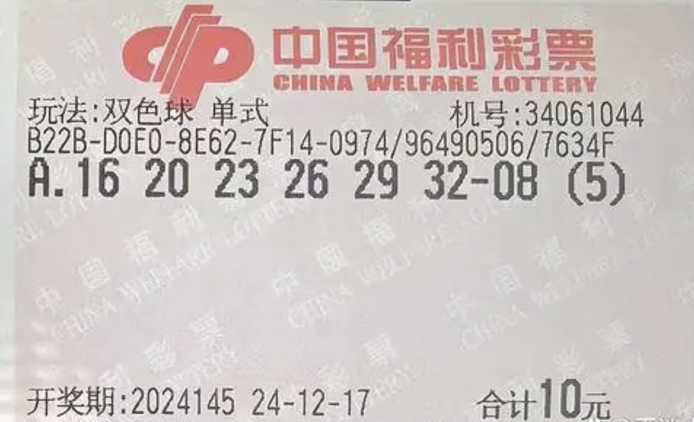 中国福利彩票
CHINA WELFARE LOTTERY
玩法:双色球 单式 机号:34061044
B22B-D0E0-8E62-7F14-0974/96490506/7634F
A.16 20 23 26 29 32-08 (5)
开奖期:2024145 24-12-17 合计10元